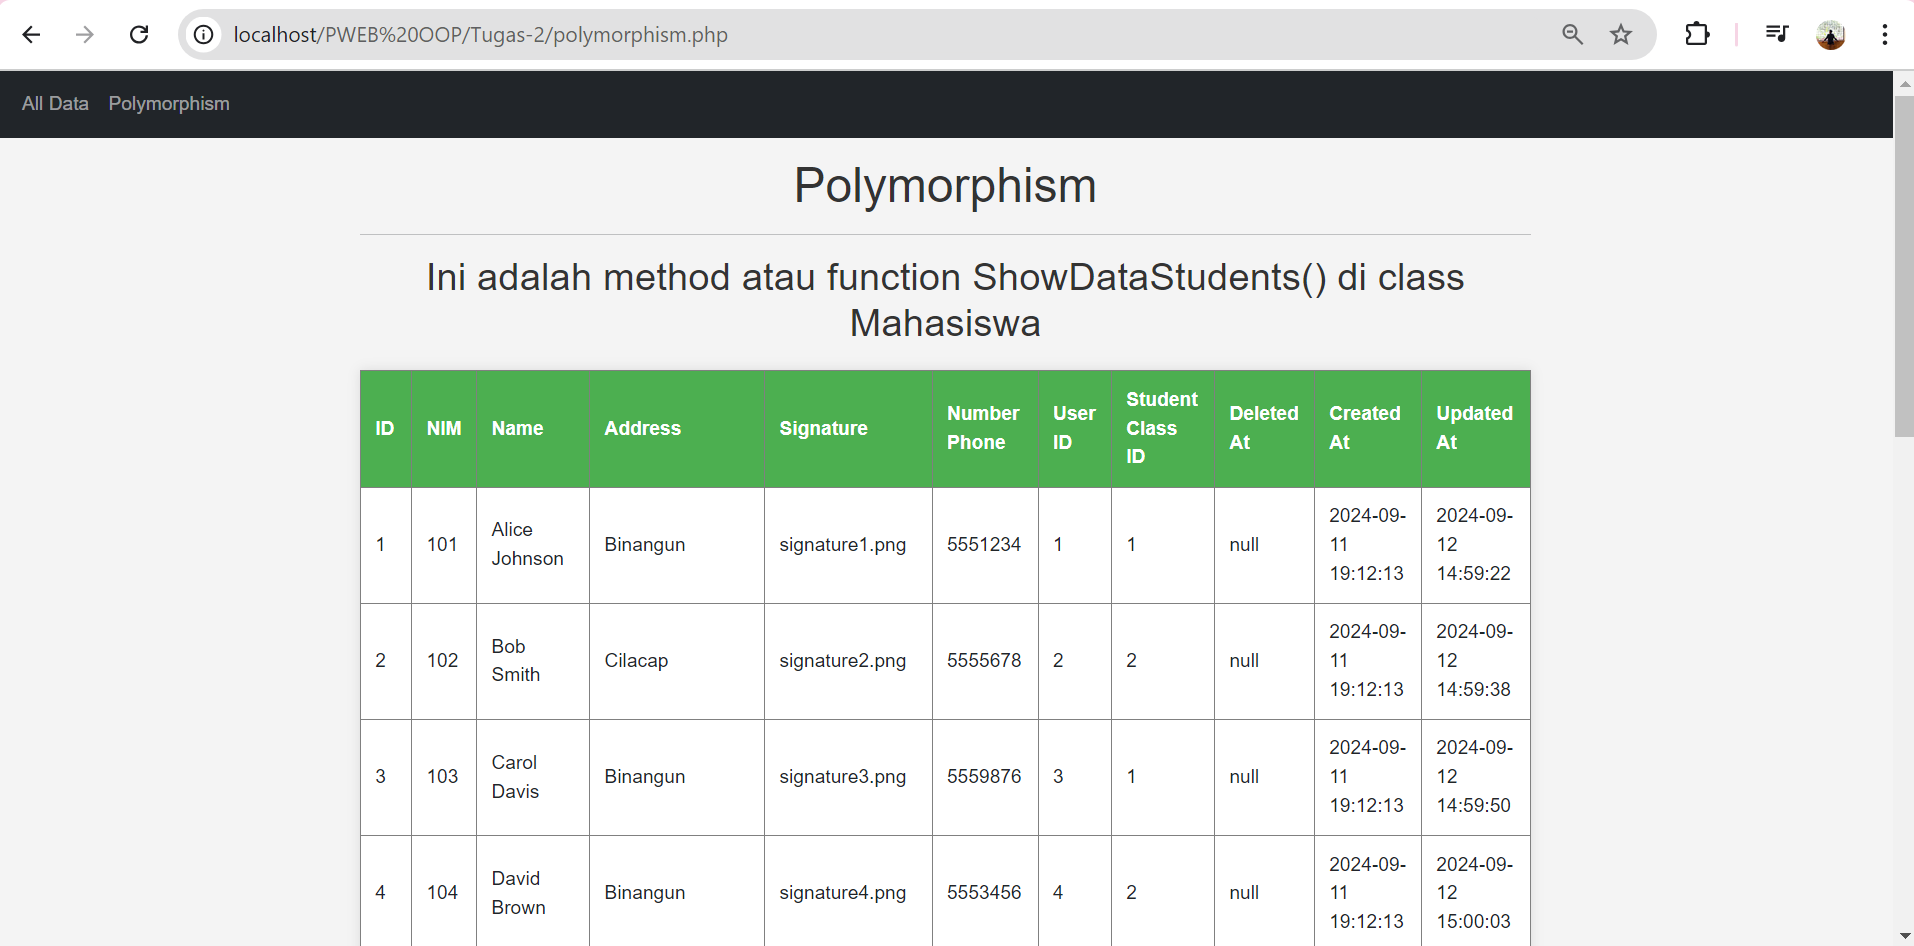 localhost/PWEB%20OOP/Tugas-2/polymorphism.php
All Data Polymorphism
Polymorphism
Ini adalah method atau function ShowDataStudents() di class
Mahasiswa
ID NIM Name Address Signature Number Phone User ID Student Class ID Deleted At Created At Updated At
1 101 Alice Johnson Binangun signature1.png 5551234 1 1 null 2024-09-11 19:12:13 2024-09-12 14:59:22
2 102 Bob Smith Cilacap signature2.png 5555678 2 2 null 2024-09-11 19:12:13 2024-09-12 14:59:38
3 103 Carol Davis Binangun signature3.png 5559876 3 1 null 2024-09-11 19:12:13 2024-09-12 14:59:50
4 104 David Brown Binangun signature4.png 5553456 4 2 null 2024-09-11 19:12:13 2024-09-12 15:00:03